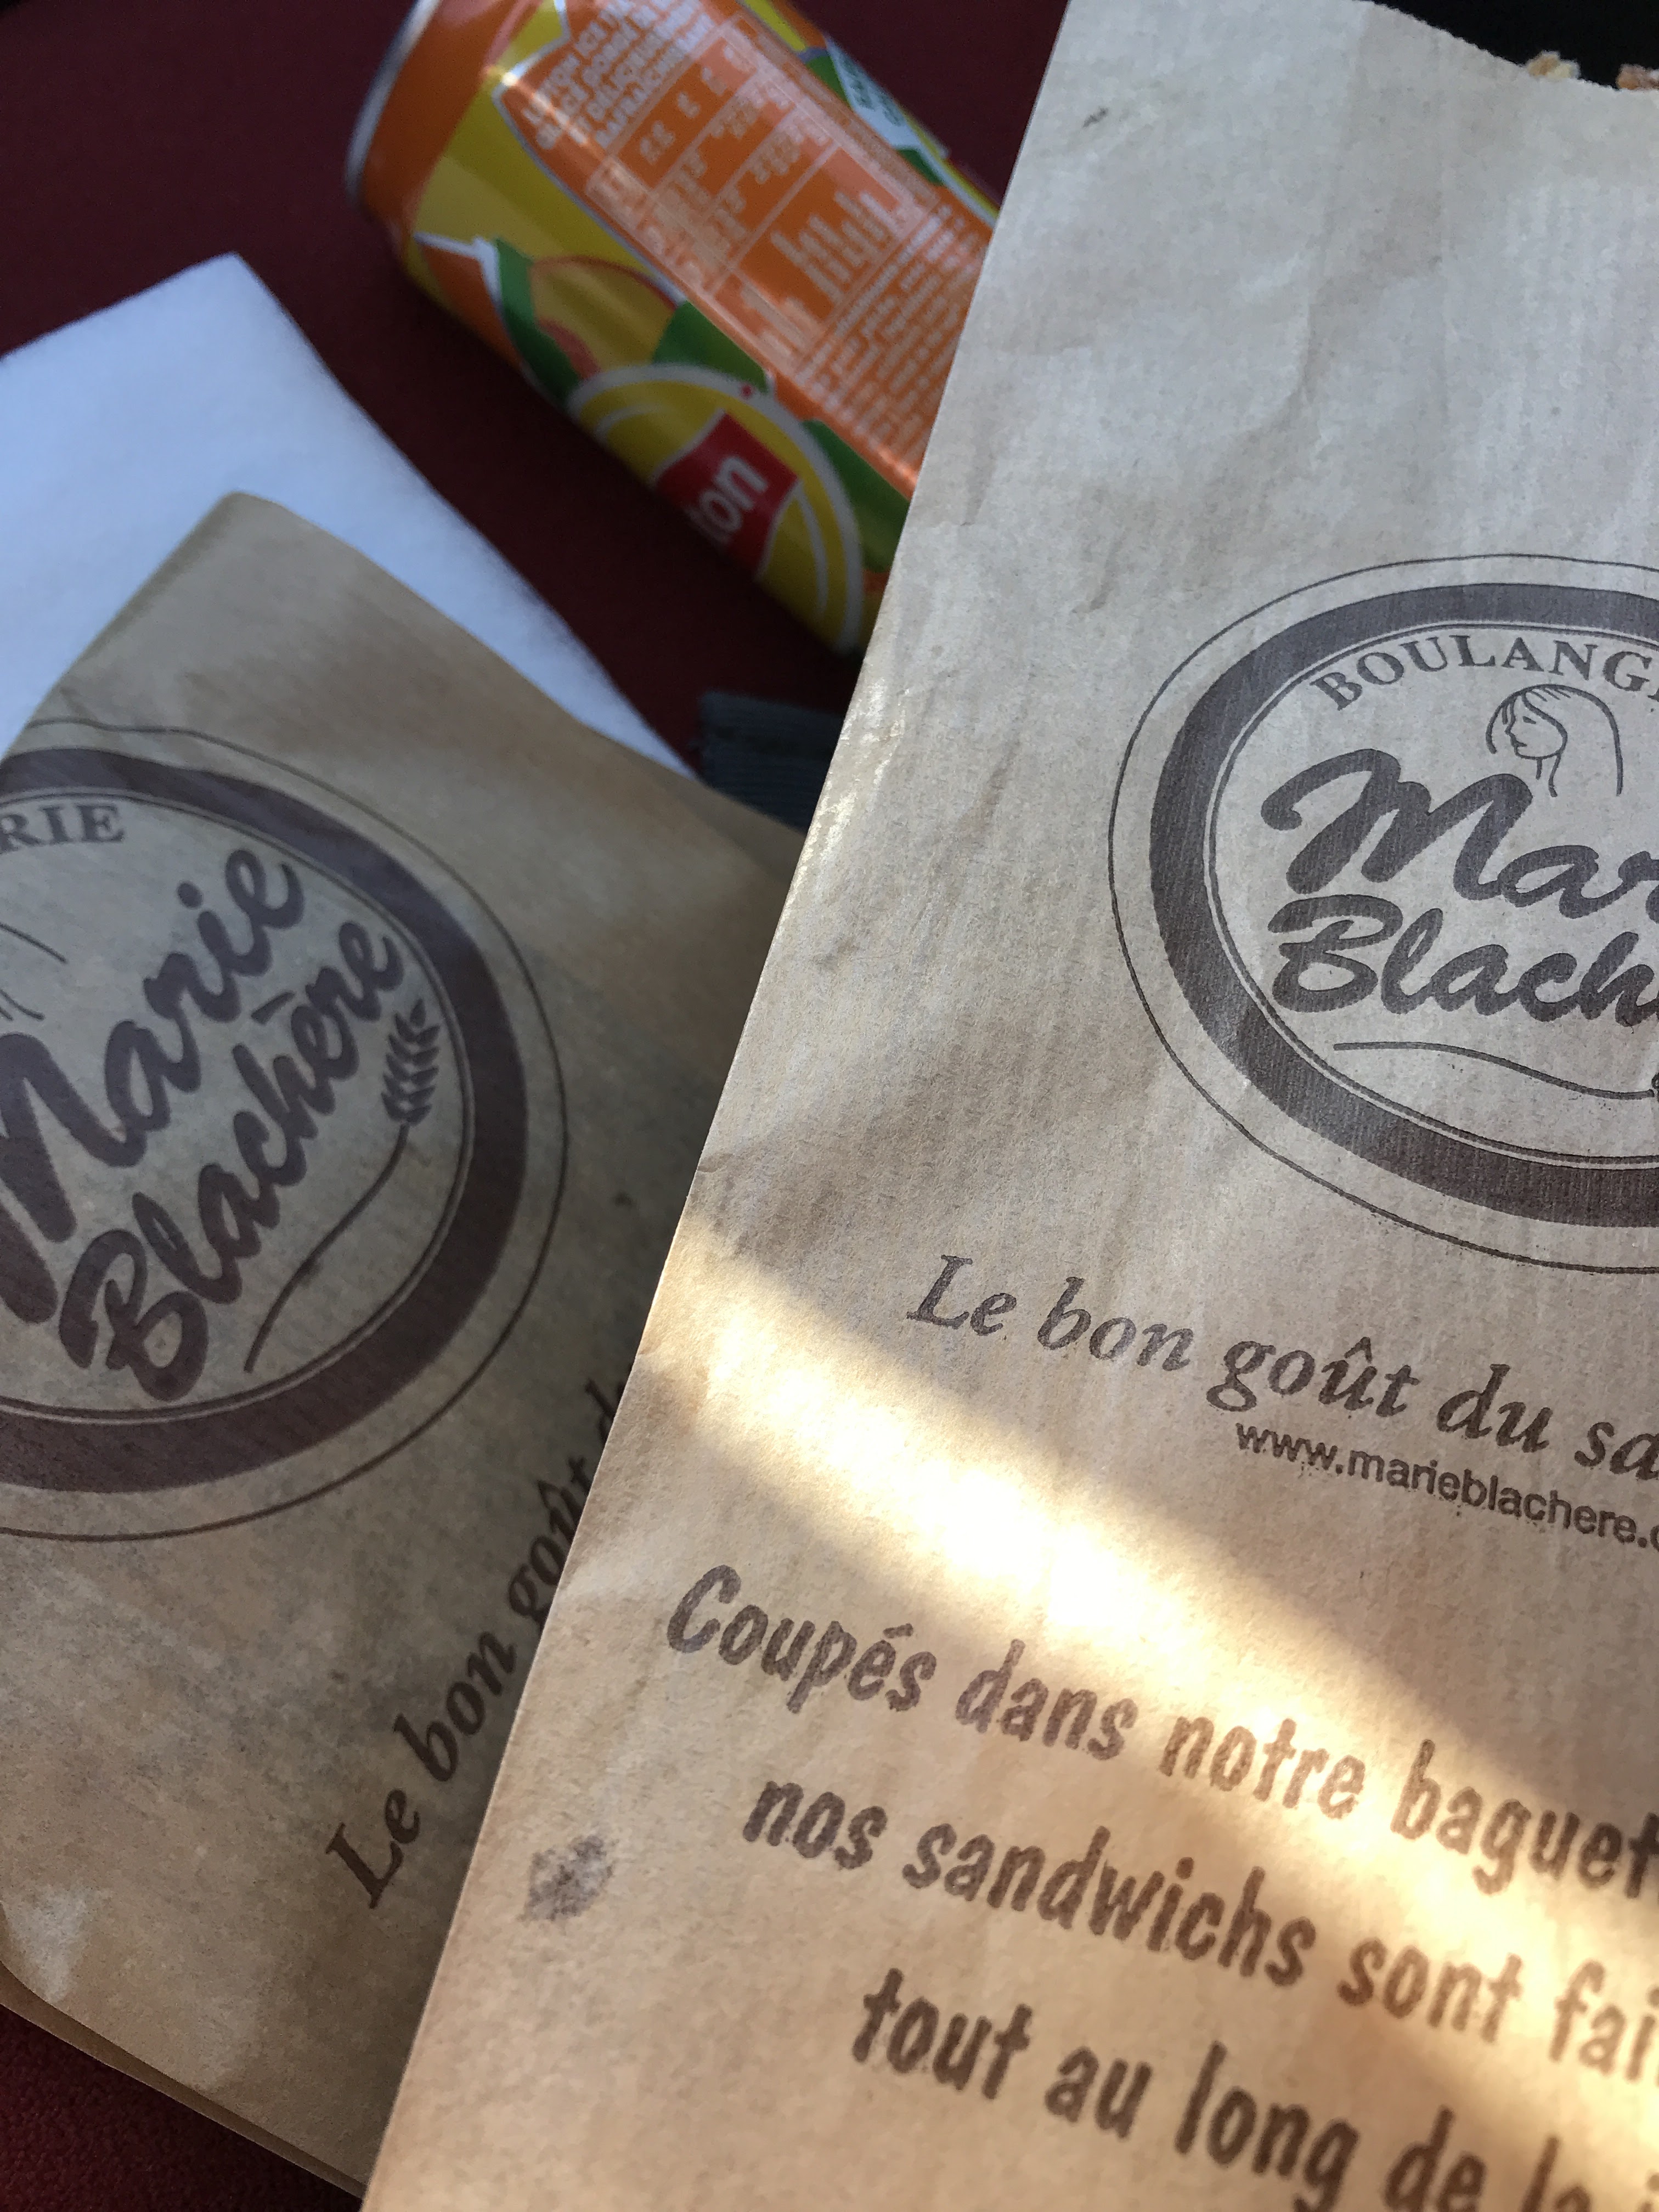 ton
BOULANG
Mar
Blach
Le bon goût du sa
www.marieblachere.c
Coupés dans notre baguet
nos sandwichs sont fai
tout au long de la
RIE
Marie
Blachère
Le bon goût d